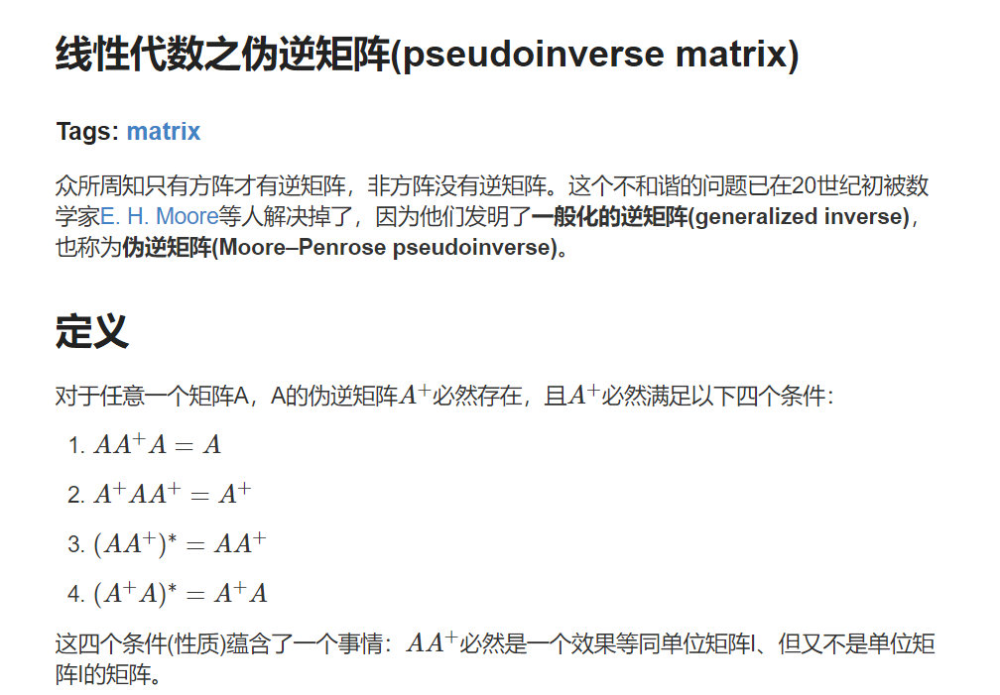 线性代数之伪逆矩阵(pseudoinverse matrix)
Tags: matrix
众所周知只有方阵才有逆矩阵，非方阵没有逆矩阵。这个不和谐的问题已在20世纪初被数
学家E. H. Moore等人解决掉了，因为他们发明了一般化的逆矩阵(generalized inverse)，
也称为伪逆矩阵(Moore–Penrose pseudoinverse)。
定义
对于任意一个矩阵A，A的伪逆矩阵A⁺必然存在，且A⁺必然满足以下四个条件：
1. AA⁺A = A
2. A⁺AA⁺ = A⁺
3. (AA⁺)* = AA⁺
4. (A⁺A)* = A⁺A
这四个条件(性质)蕴含了一个事情：AA⁺必然是一个效果等同单位矩阵I、但又不是单位矩
阵I的矩阵。